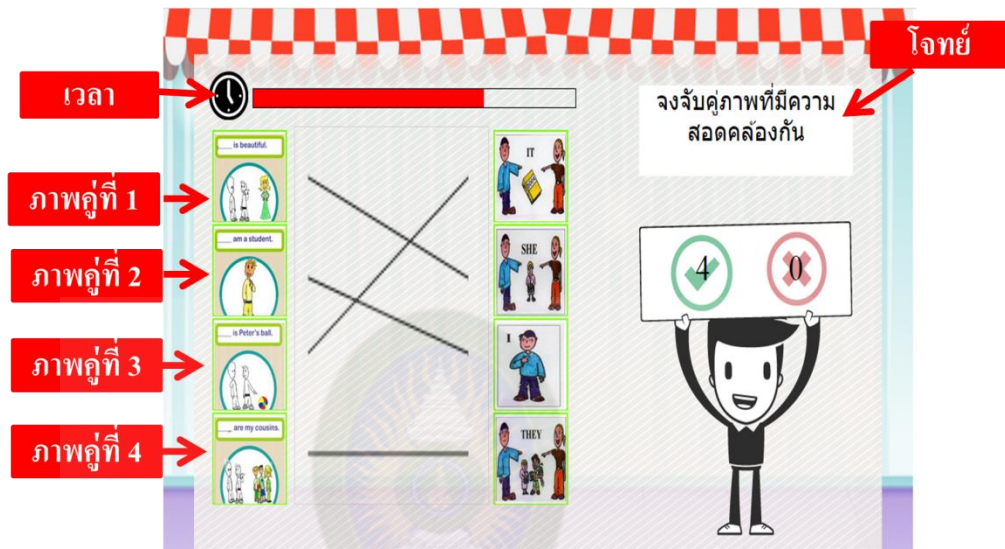 โจทย์
เวลา
จงจับคู่ภาพที่มีความ
สอดคล้องกัน
ภาพคู่ที่ 1
____ is beautiful.
IT
ภาพคู่ที่ 2
____ am a student.
SHE
ภาพคู่ที่ 3
____ is Peter's ball.
I
4
0
ภาพคู่ที่ 4
____ are my cousins.
THEY